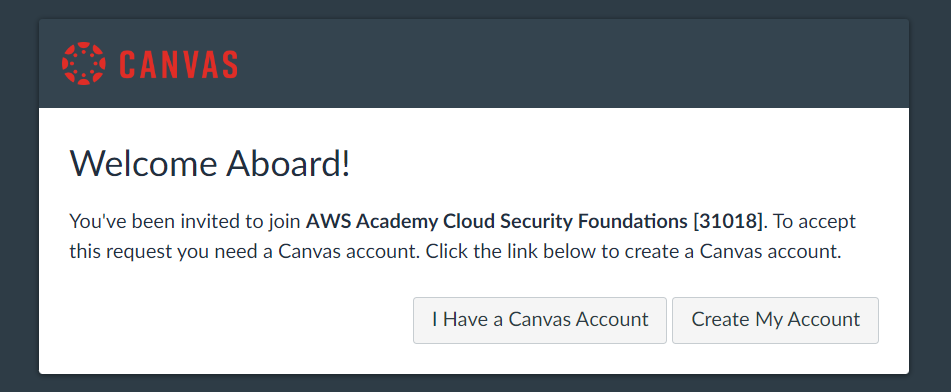 CANVAS
Welcome Aboard!
You've been invited to join AWS Academy Cloud Security Foundations [31018]. To accept
this request you need a Canvas account. Click the link below to create a Canvas account.
I Have a Canvas Account
Create My Account